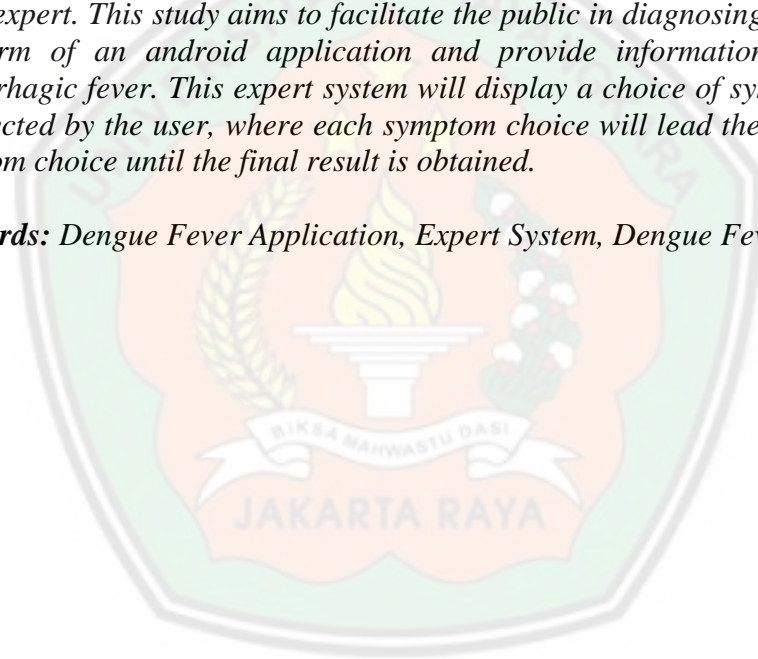 expert. This study aims to facilitate the public in diagnosing
rm of an android application and provide information
rhagic fever. This expert system will display a choice of sy
ected by the user, where each symptom choice will lead the
om choice until the final result is obtained.
rds: Dengue Fever Application, Expert System, Dengue Fe
BIKSA MAHWASTU DASI
JAKARTA RAYA